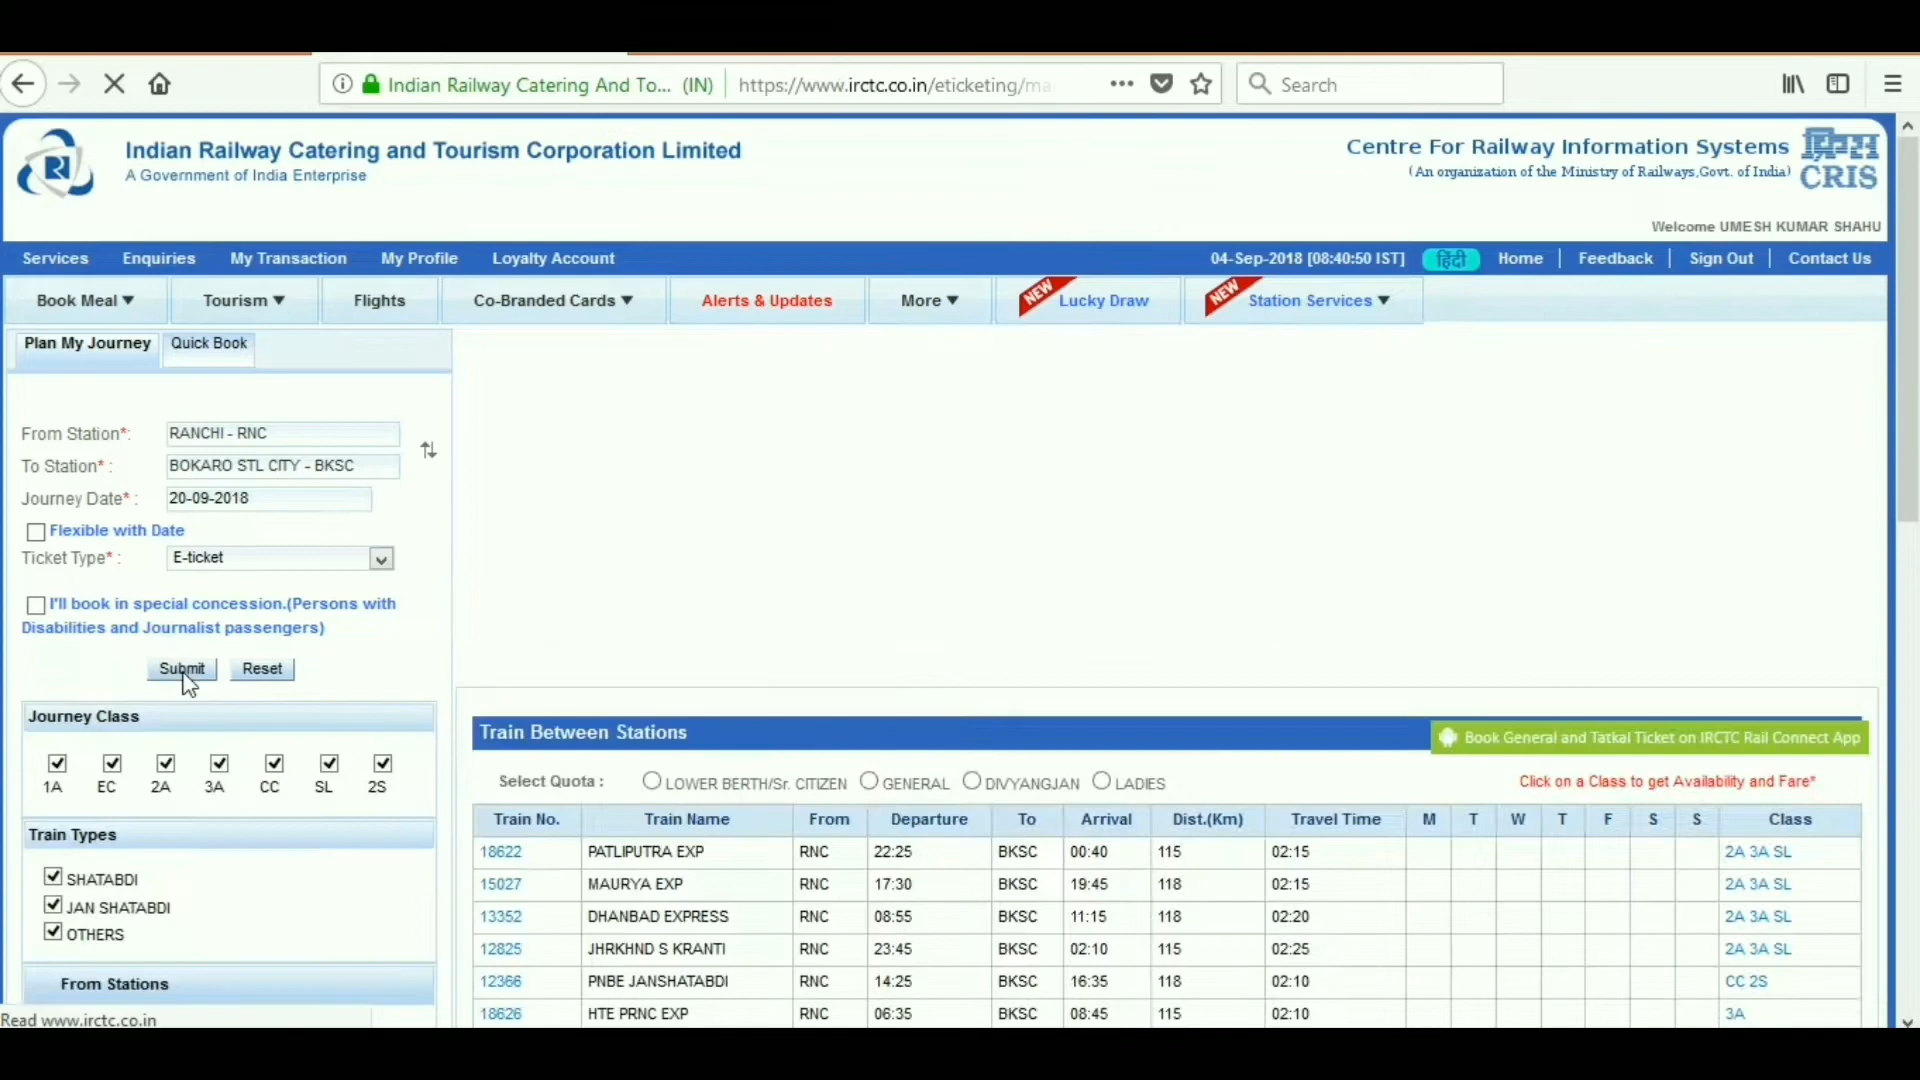 Indian Railway Catering And To... (IN) https://www.irctc.co.in/eticketing/ma Search
Indian Railway Catering and Tourism Corporation Limited
A Government of India Enterprise
Centre For Railway Information Systems
(An organization of the Ministry of Railways,Govt. of India)
CRIS
Welcome UMESH KUMAR SHAHU
Services Enquiries My Transaction My Profile Loyalty Account 04-Sep-2018 [08:40:50 IST] हिंदी Home Feedback Sign Out Contact Us
Book Meal Tourism Flights Co-Branded Cards Alerts & Updates More NEW Lucky Draw NEW Station Services
Plan My Journey Quick Book
From Station*: RANCHI - RNC
To Station* : BOKARO STL CITY - BKSC
Journey Date* : 20-09-2018
Flexible with Date
Ticket Type* : E-ticket
I'll book in special concession.(Persons with
Disabilities and Journalist passengers)
Submit Reset
Journey Class
1A EC 2A 3A CC SL 2S
Train Types
SHATABDI
JAN SHATABDI
OTHERS
From Stations
Read www.irctc.co.in
Train Between Stations
Book General and Tatkal Ticket on IRCTC Rail Connect App
Select Quota : LOWER BERTH/Sr. CITIZEN GENERAL DIVYANGJAN LADIES Click on a Class to get Availability and Fare*
Train No. Train Name From Departure To Arrival Dist.(Km) Travel Time M T W T F S S Class
18622 PATLIPUTRA EXP RNC 22:25 BKSC 00:40 115 02:15 2A 3A SL
15027 MAURYA EXP RNC 17:30 BKSC 19:45 118 02:15 2A 3A SL
13352 DHANBAD EXPRESS RNC 08:55 BKSC 11:15 118 02:20 2A 3A SL
12825 JHRKHND S KRANTI RNC 23:45 BKSC 02:10 115 02:25 2A 3A SL
12366 PNBE JANSHATABDI RNC 14:25 BKSC 16:35 118 02:10 CC 2S
18626 HTE PRNC EXP RNC 06:35 BKSC 08:45 115 02:10 3A